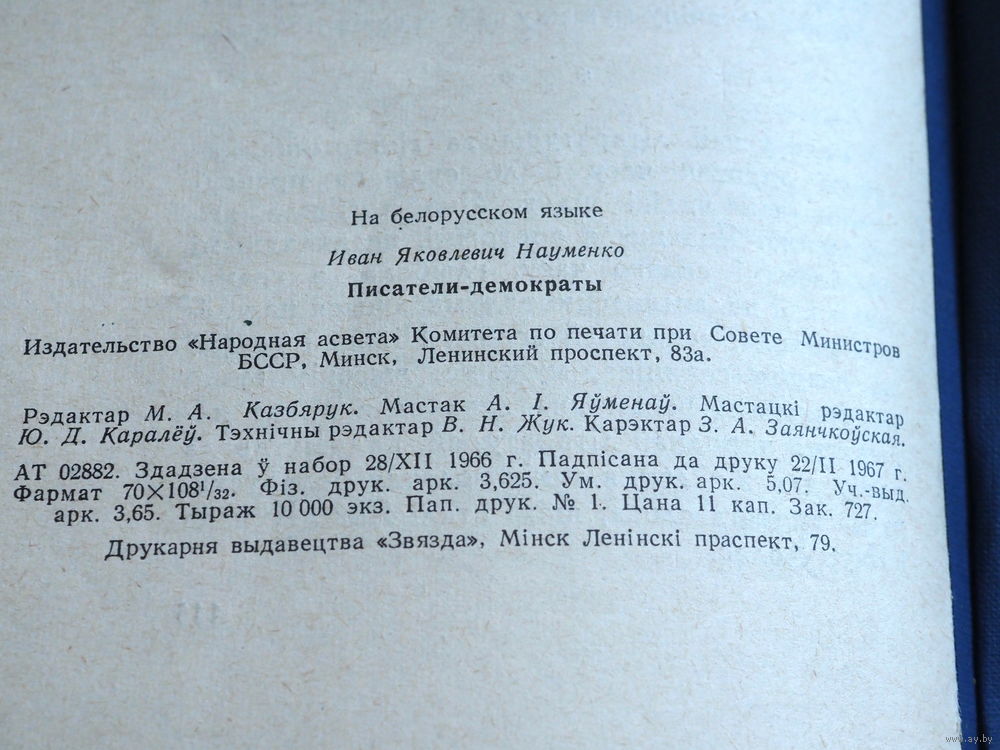 На белорусском языке
Иван Яковлевич Науменко
Писатели-демократы
Издательство «Народная асвета» Комитета по печати при Совете Министров
БССР, Минск, Ленинский проспект, 83а.
Рэдактар М. А. Казбярук. Мастак А. І. Яўменаў. Мастацкі рэдактар
Ю. Д. Каралёў. Тэхнічны рэдактар В. Н. Жук. Карэктар З. А. Заянчкоўская.
АТ 02882. Здадзена ў набор 28/XII 1966 г. Падпісана да друку 22/II 1967 г.
Фармат 70×108¹/₃₂. Фіз. друк. арк. 3,625. Ум. друк. арк. 5,07. Уч.-выд.
арк. 3,65. Тыраж 10 000 экз. Пап. друк. № 1. Цана 11 кап. Зак. 727.
Друкарня выдавецтва «Звязда», Мінск Ленінскі праспект, 79.
www.ay.by